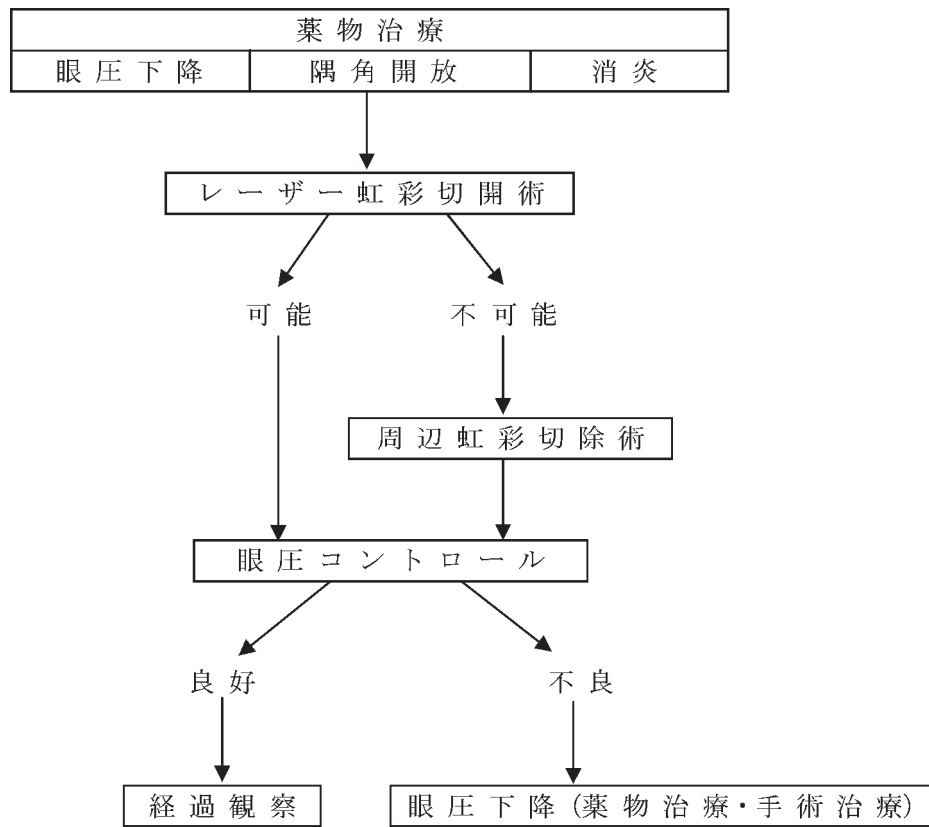 薬物治療
眼圧下降 隅角開放 消炎
レーザー虹彩切開術
可能 不可能
周辺虹彩切除術
眼圧コントロール
良好 不良
経過観察 眼圧下降(薬物治療・手術治療)